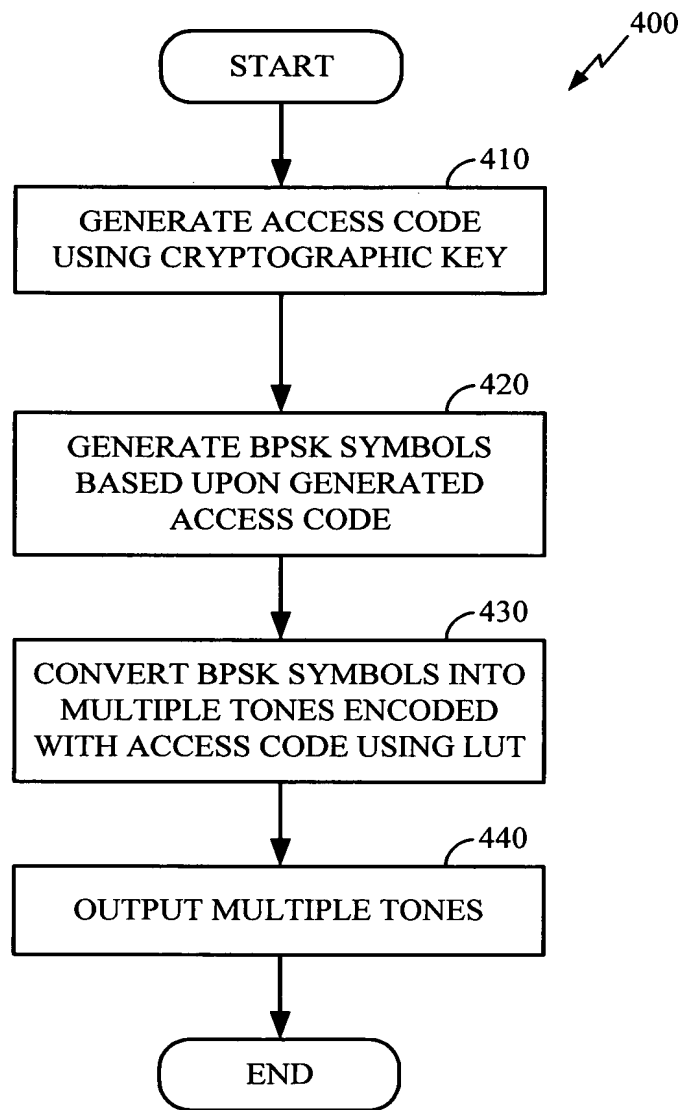 400
START
410
GENERATE ACCESS CODE
USING CRYPTOGRAPHIC KEY
420
GENERATE BPSK SYMBOLS
BASED UPON GENERATED
ACCESS CODE
430
CONVERT BPSK SYMBOLS INTO
MULTIPLE TONES ENCODED
WITH ACCESS CODE USING LUT
440
OUTPUT MULTIPLE TONES
END